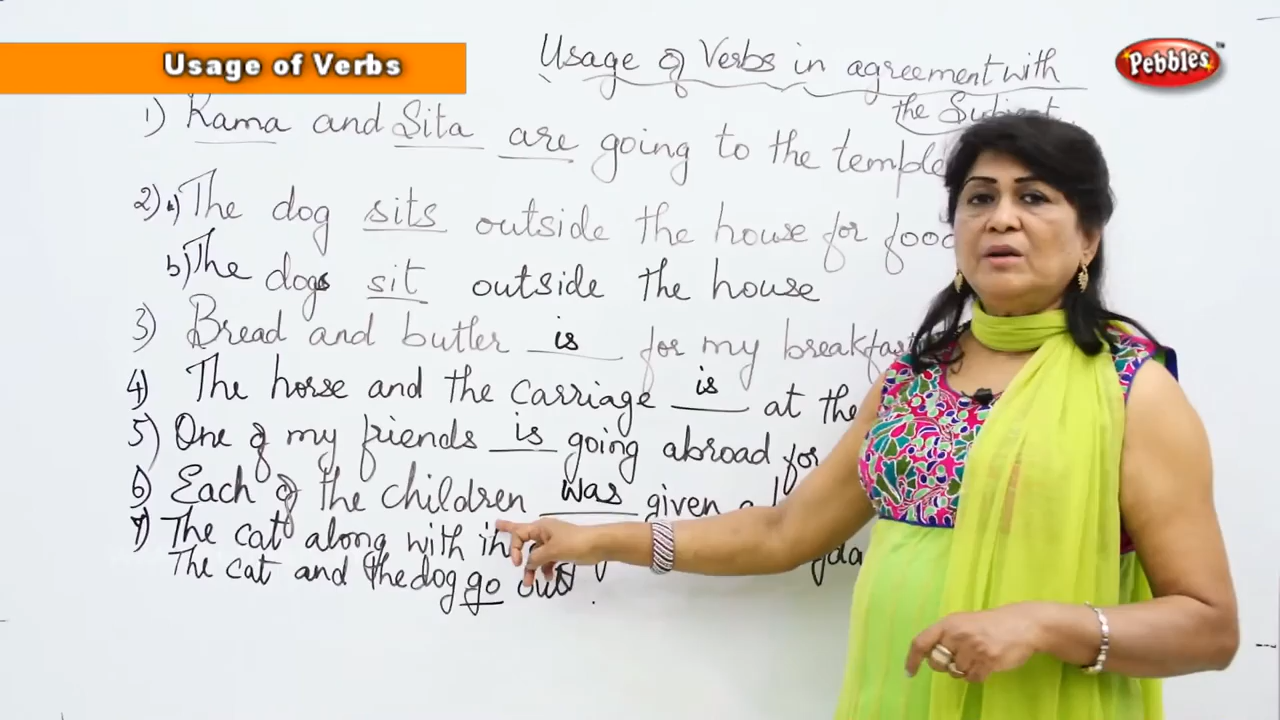 Usage of Verbs
Pebbles™
Usage of Verbs in agreement with
the Subject
1) Rama and Sita are going to the temple
2) a) The dog sits outside the house for food
b) The dogs sit outside the house
3) Bread and butter is for my breakfast
4) The horse and the carriage is at the
5) One of my friends is going abroad for
6) Each of the children was given a
7) The cat along with
The cat and the dog go out.